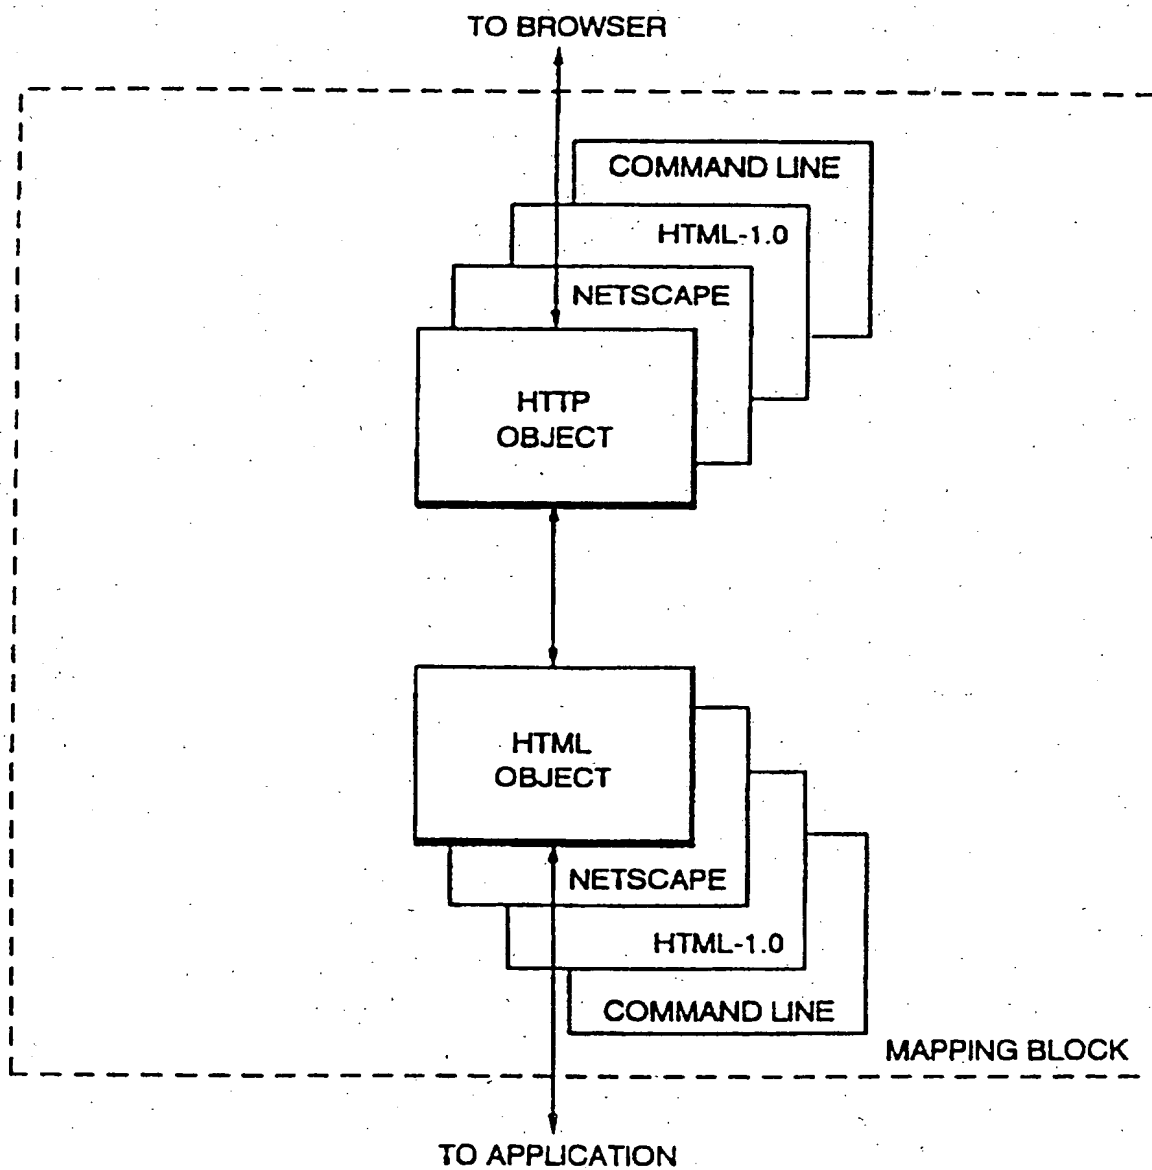 TO BROWSER
COMMAND LINE
HTML-1.0
NETSCAPE
HTTP
OBJECT
HTML
OBJECT
NETSCAPE
HTML-1.0
COMMAND LINE
MAPPING BLOCK
TO APPLICATION